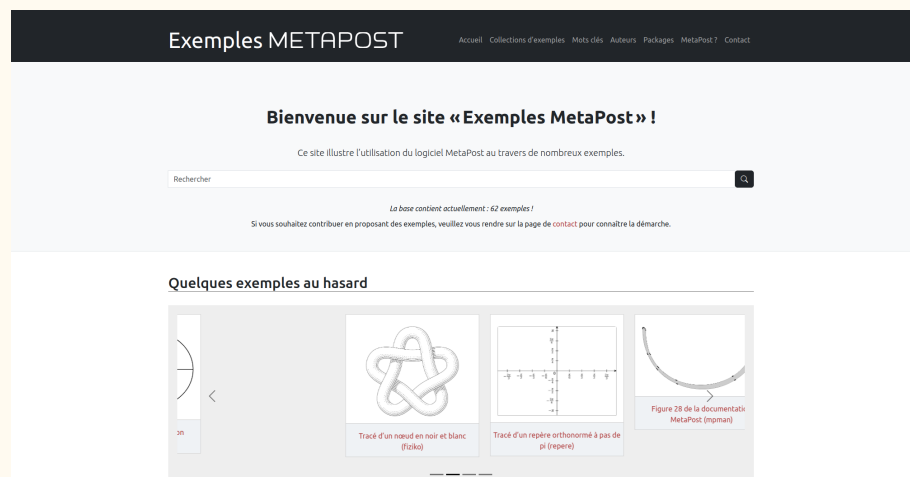 Exemples METAPOST
Accueil Collections d'exemples Mots clés Auteurs Packages MetaPost ? Contact
Bienvenue sur le site « Exemples MetaPost » !
Ce site illustre l'utilisation du logiciel MetaPost au travers de nombreux exemples.
Rechercher
La base contient actuellement : 62 exemples !
Si vous souhaitez contribuer en proposant des exemples, veuillez vous rendre sur la page de contact pour connaître la démarche.
Quelques exemples au hasard
on
Tracé d'un nœud en noir et blanc
(fiziko)
Tracé d'un repère orthonormé à pas de
pi (repere)
Figure 28 de la documentatio
MetaPost (mpman)